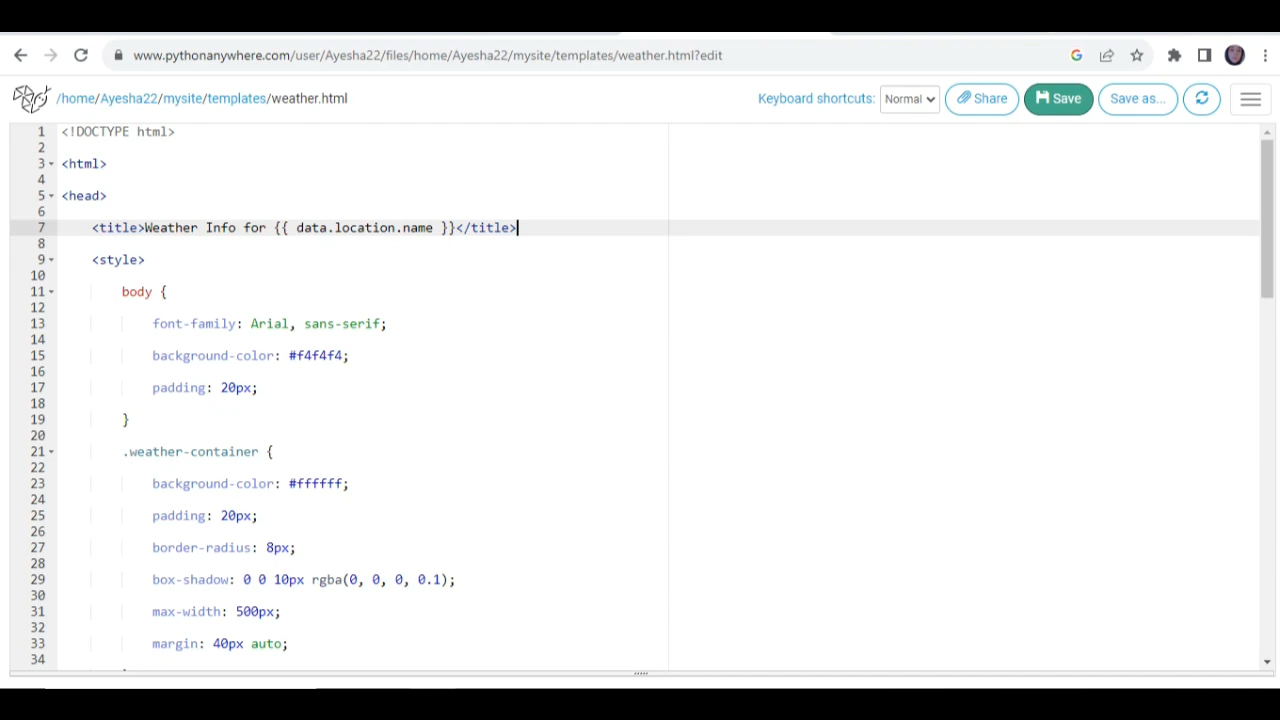 www.pythonanywhere.com/user/Ayesha22/files/home/Ayesha22/mysite/templates/weather.html?edit
/home/Ayesha22/mysite/templates/weather.html Keyboard shortcuts: Normal Share Save Save as...
1 <!DOCTYPE html>
2
3 <html>
4
5 <head>
6
7 <title>Weather Info for {{ data.location.name }}</title>
8
9 <style>
10
11 body {
12
13 font-family: Arial, sans-serif;
14
15 background-color: #f4f4f4;
16
17 padding: 20px;
18
19 }
20
21 .weather-container {
22
23 background-color: #ffffff;
24
25 padding: 20px;
26
27 border-radius: 8px;
28
29 box-shadow: 0 0 10px rgba(0, 0, 0, 0.1);
30
31 max-width: 500px;
32
33 margin: 40px auto;
34